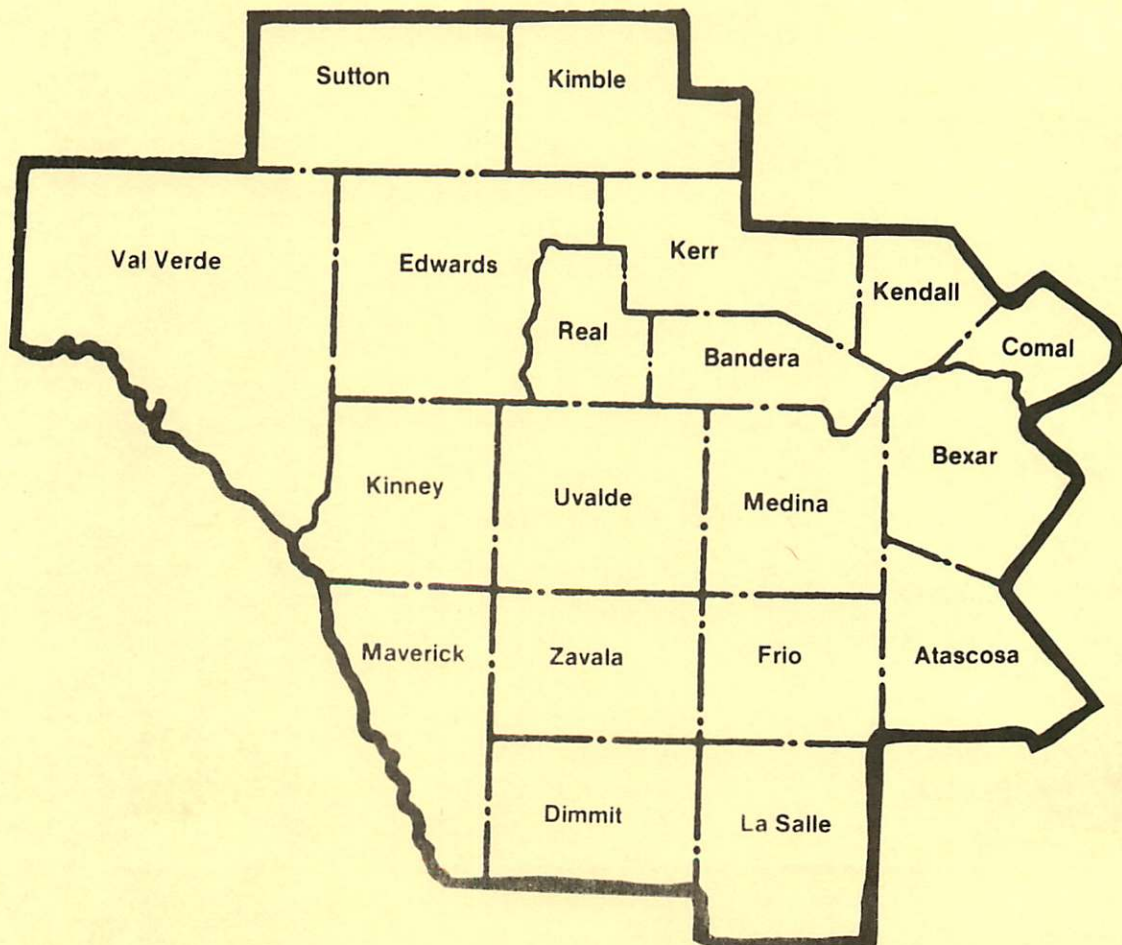 Sutton
Kimble
Val Verde
Edwards
Kerr
Kendall
Real
Bandera
Comal
Kinney
Uvalde
Medina
Bexar
Maverick
Zavala
Frio
Atascosa
Dimmit
La Salle